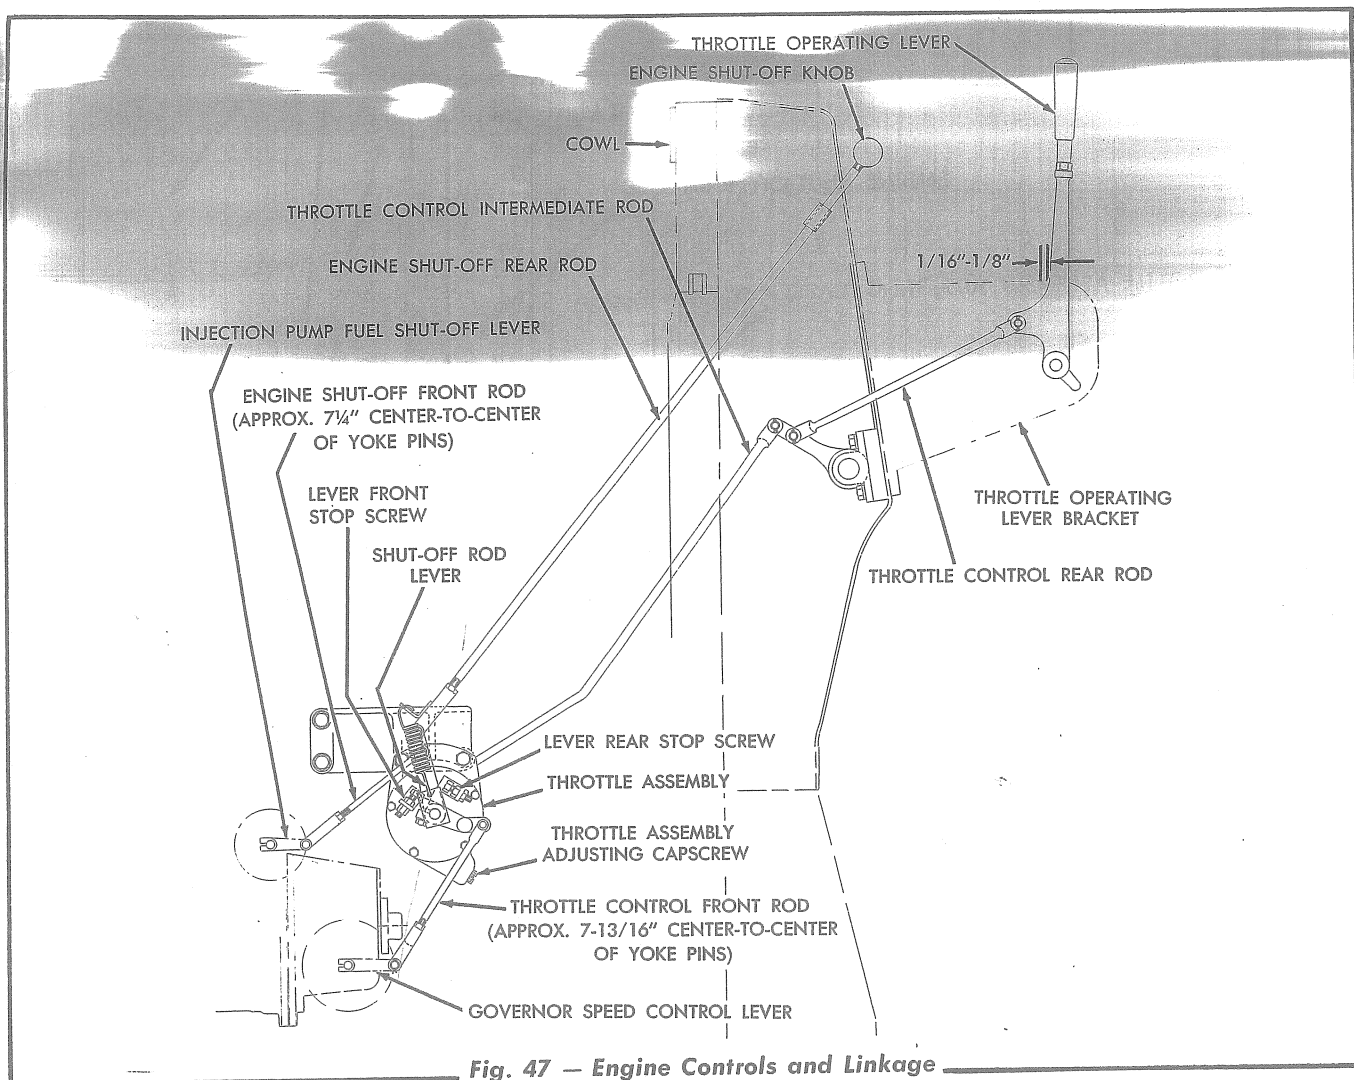 THROTTLE OPERATING LEVER
ENGINE SHUT-OFF KNOB
COWL
THROTTLE CONTROL INTERMEDIATE ROD
ENGINE SHUT-OFF REAR ROD
1/16"-1/8"
INJECTION PUMP FUEL SHUT-OFF LEVER
ENGINE SHUT-OFF FRONT ROD
(APPROX. 7¼" CENTER-TO-CENTER
OF YOKE PINS)
LEVER FRONT
STOP SCREW
SHUT-OFF ROD
LEVER
THROTTLE OPERATING
LEVER BRACKET
THROTTLE CONTROL REAR ROD
LEVER REAR STOP SCREW
THROTTLE ASSEMBLY
THROTTLE ASSEMBLY
ADJUSTING CAPSCREW
THROTTLE CONTROL FRONT ROD
(APPROX. 7-13/16" CENTER-TO-CENTER
OF YOKE PINS)
GOVERNOR SPEED CONTROL LEVER
Fig. 47 — Engine Controls and Linkage